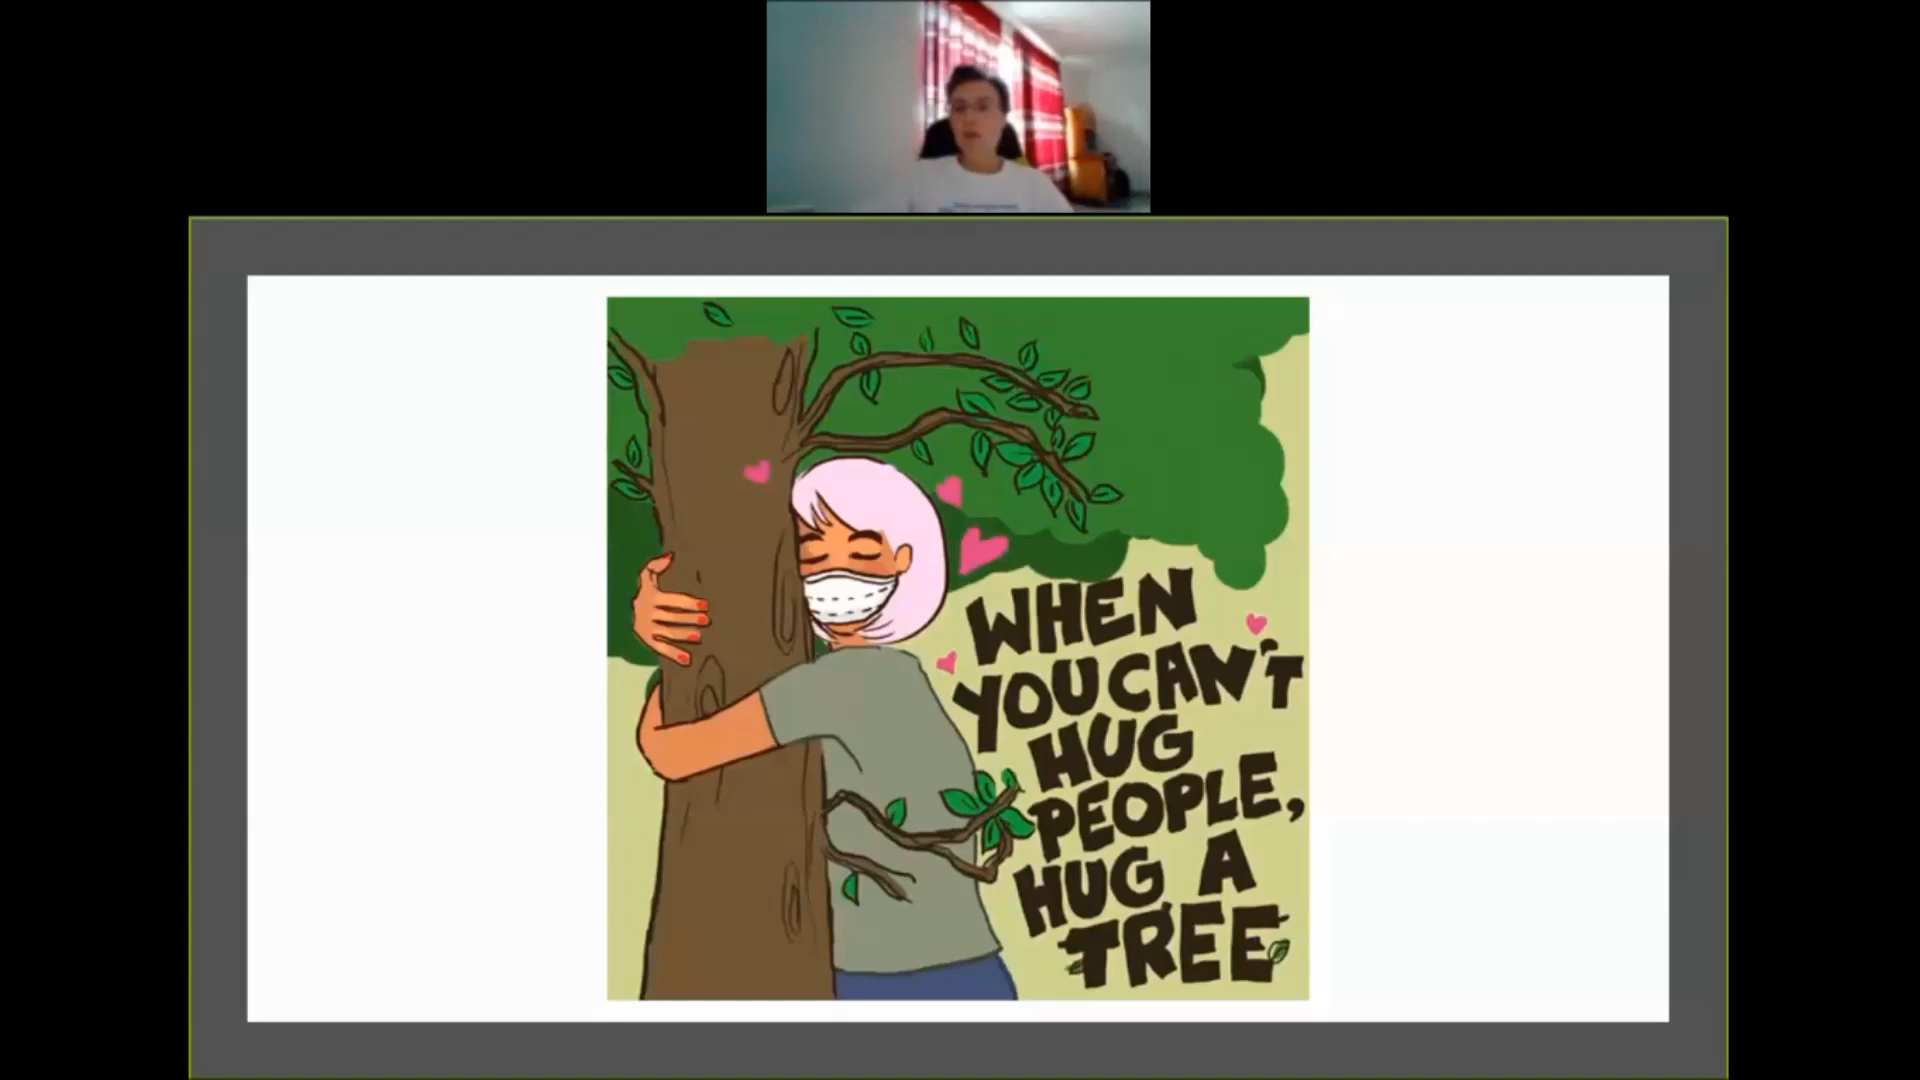 WHEN
YOU CAN'T
HUG
PEOPLE,
HUG A
TREE